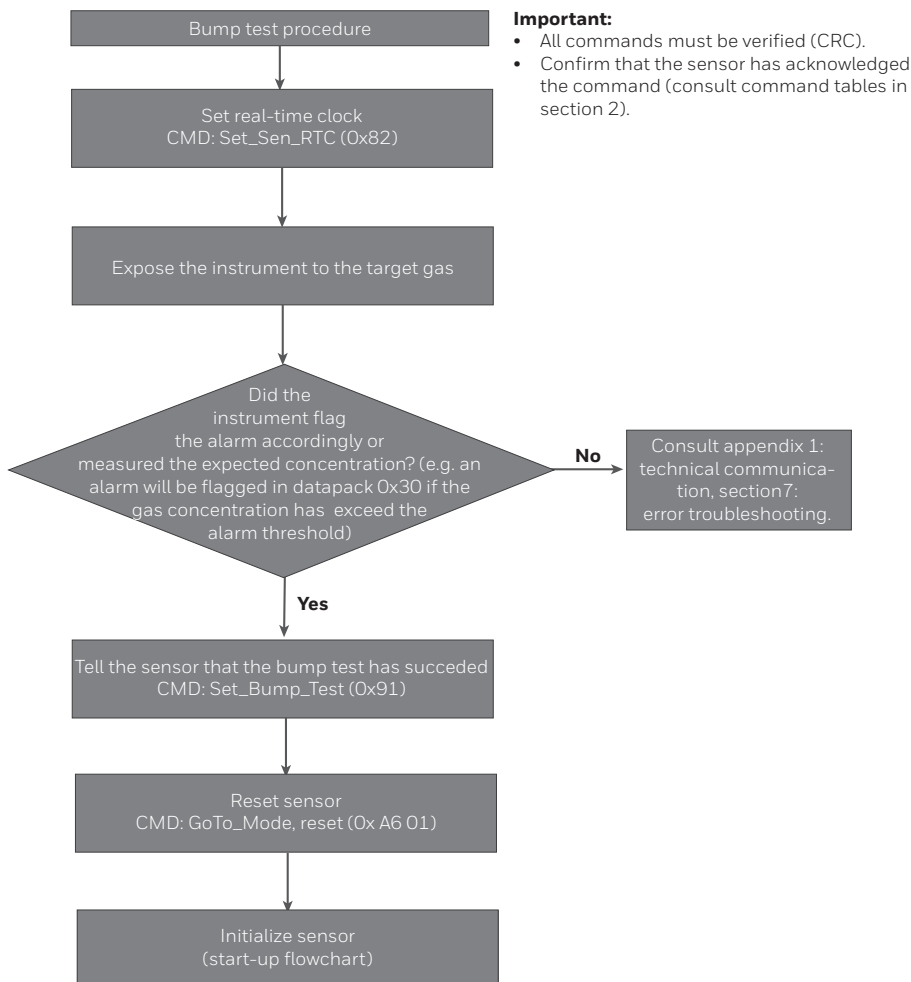 Bump test procedure
Important:
• All commands must be verified (CRC).
• Confirm that the sensor has acknowledged
the command (consult command tables in
section 2).
Set real-time clock
CMD: Set_Sen_RTC (0x82)
Expose the instrument to the target gas
Did the
instrument flag
the alarm accordingly or
measured the expected concentration? (e.g. an
alarm will be flagged in datapack 0x30 if the
gas concentration has exceed the
alarm threshold)
No
Consult appendix 1:
technical communica-
tion, section7:
error troubleshooting.
Yes
Tell the sensor that the bump test has succeded
CMD: Set_Bump_Test (0x91)
Reset sensor
CMD: GoTo_Mode, reset (0x A6 01)
Initialize sensor
(start-up flowchart)